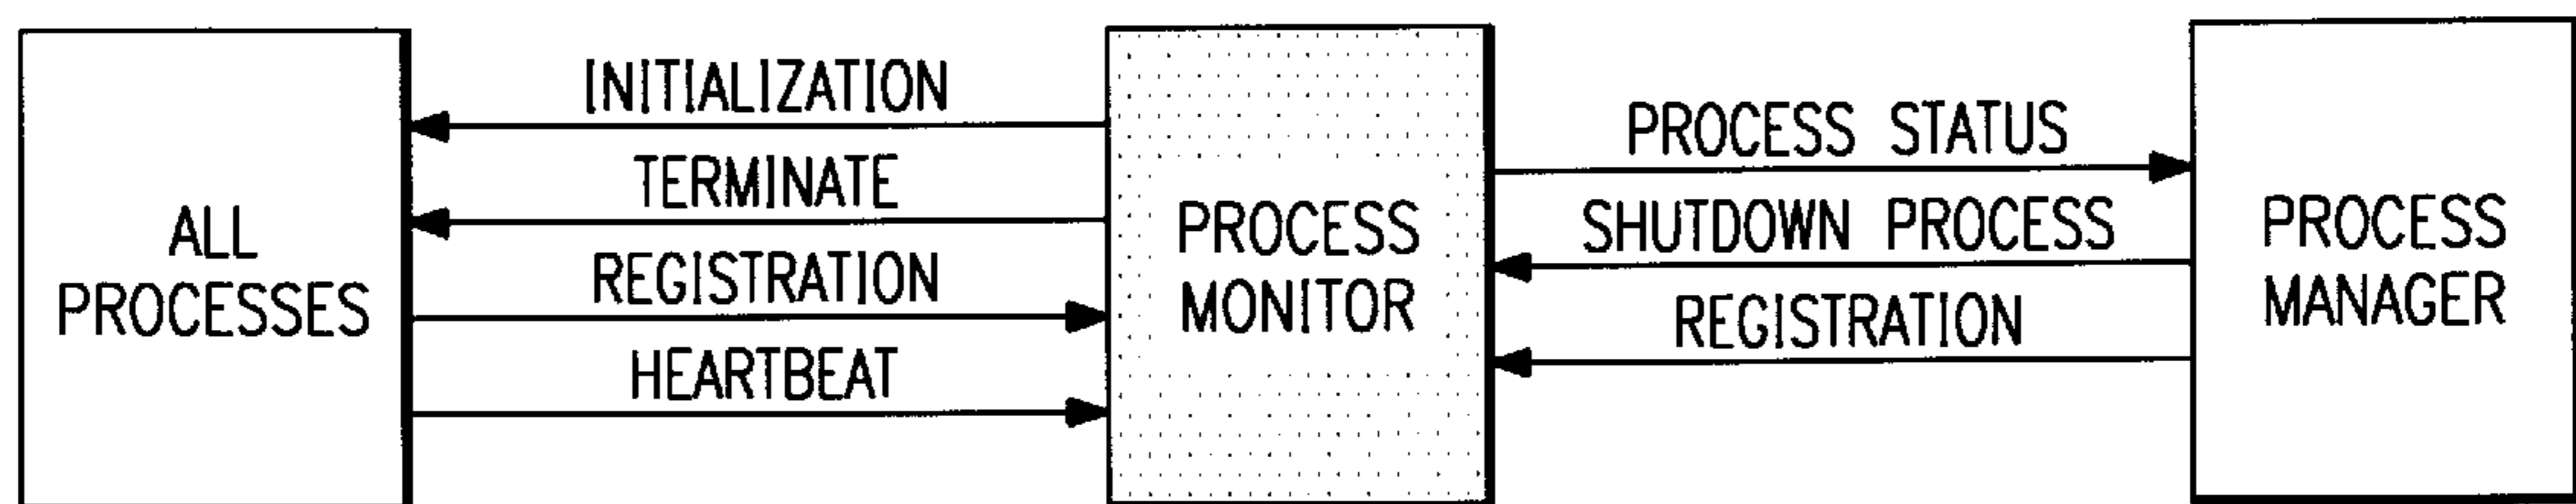 ALL
PROCESSES
INITIALIZATION
TERMINATE
REGISTRATION
HEARTBEAT
PROCESS
MONITOR
PROCESS STATUS
SHUTDOWN PROCESS
REGISTRATION
PROCESS
MANAGER